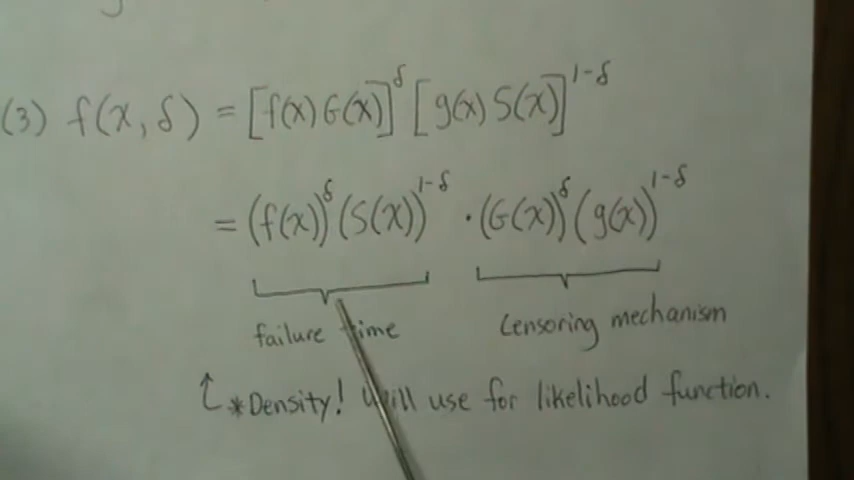 (3) f(x, δ) = [f(x) G(x)]^δ [g(x) S(x)]^1-δ
= (f(x))^δ (S(x))^1-δ · (G(x))^δ (g(x))^1-δ
failure time censoring mechanism
↑ *Density! Will use for likelihood function.